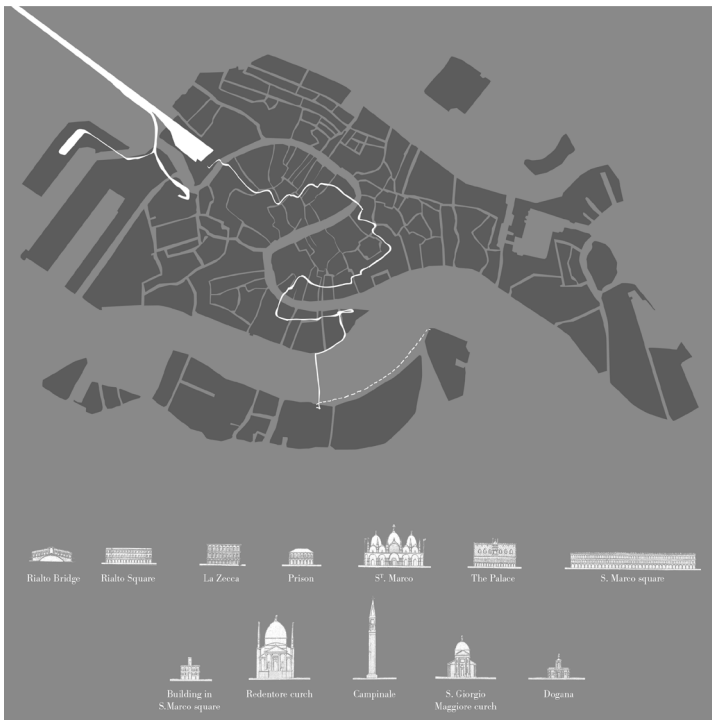 Rialto Bridge
Rialto Square
La Zecca
Prison
Sᵗ. Marco
The Palace
S. Marco square
Building in
S.Marco square
Redentore curch
Campinale
S. Giorgio
Maggiore curch
Dogana